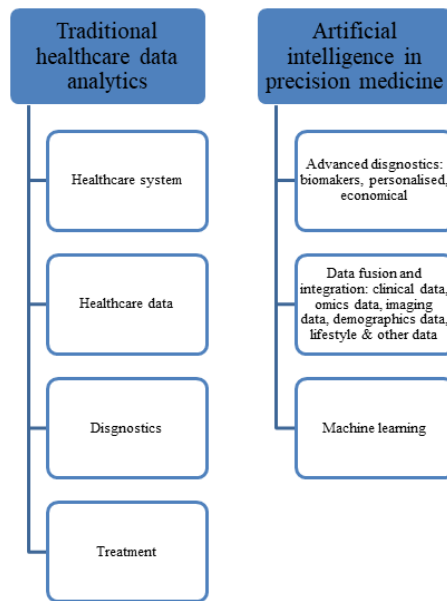 Traditional
healthcare data
analytics
Healthcare system
Healthcare data
Disgnostics
Treatment
Artificial
intelligence in
precision medicine
Advanced disgnostics:
biomakers, personalised,
economical
Data fusion and
integration: clinical data,
omics data, imaging
data, demographics data,
lifestyle & other data
Machine learning